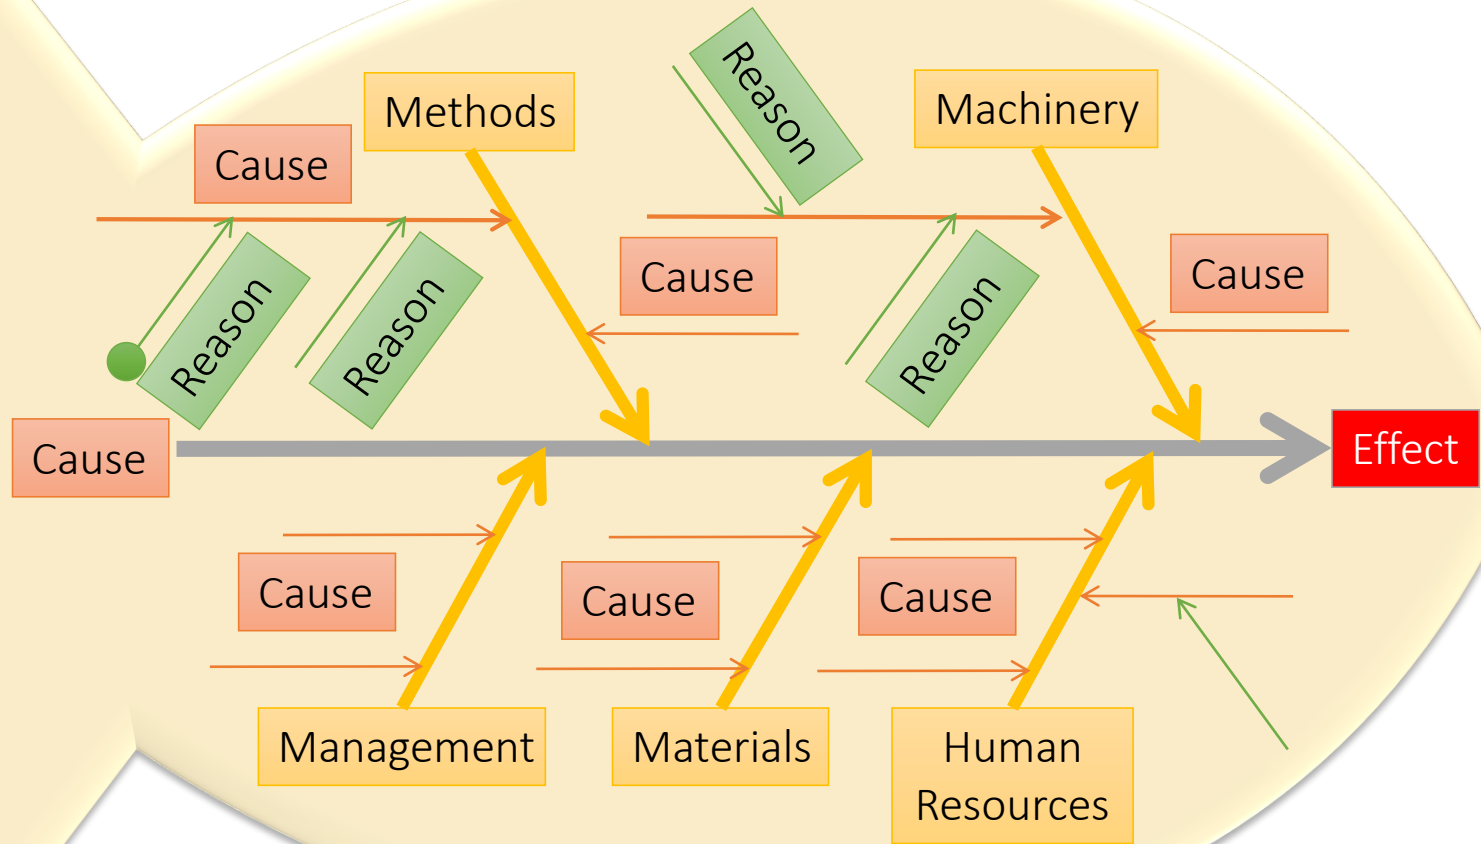 Methods
Machinery
Cause
Reason
Cause
Cause
Reason
Reason
Reason
Cause
Effect
Cause
Cause
Cause
Management
Materials
Human
Resources